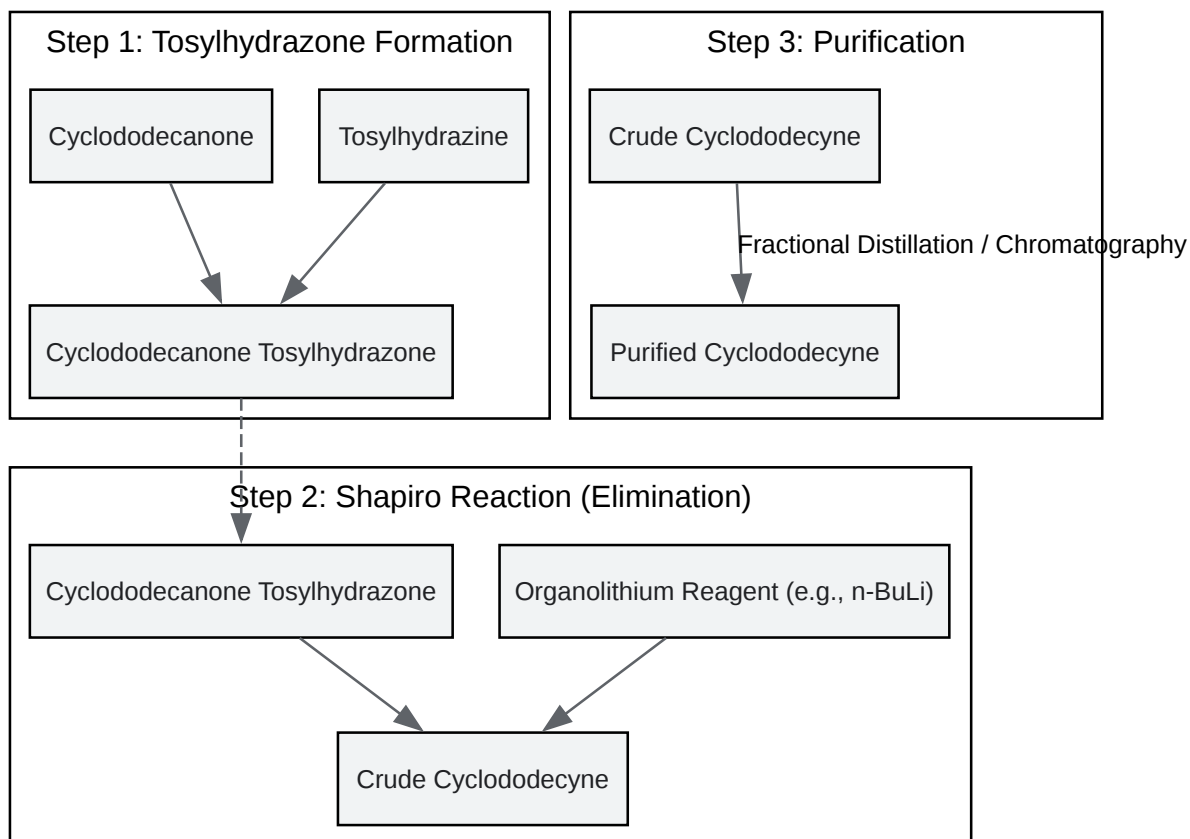 Step 1: Tosylhydrazone Formation
Cyclododecanone
Tosylhydrazine
Cyclododecanone Tosylhydrazone
Step 3: Purification
Crude Cyclododecyne
Fractional Distillation / Chromatography
Purified Cyclododecyne
Step 2: Shapiro Reaction (Elimination)
Cyclododecanone Tosylhydrazone
Organolithium Reagent (e.g., n-BuLi)
Crude Cyclododecyne